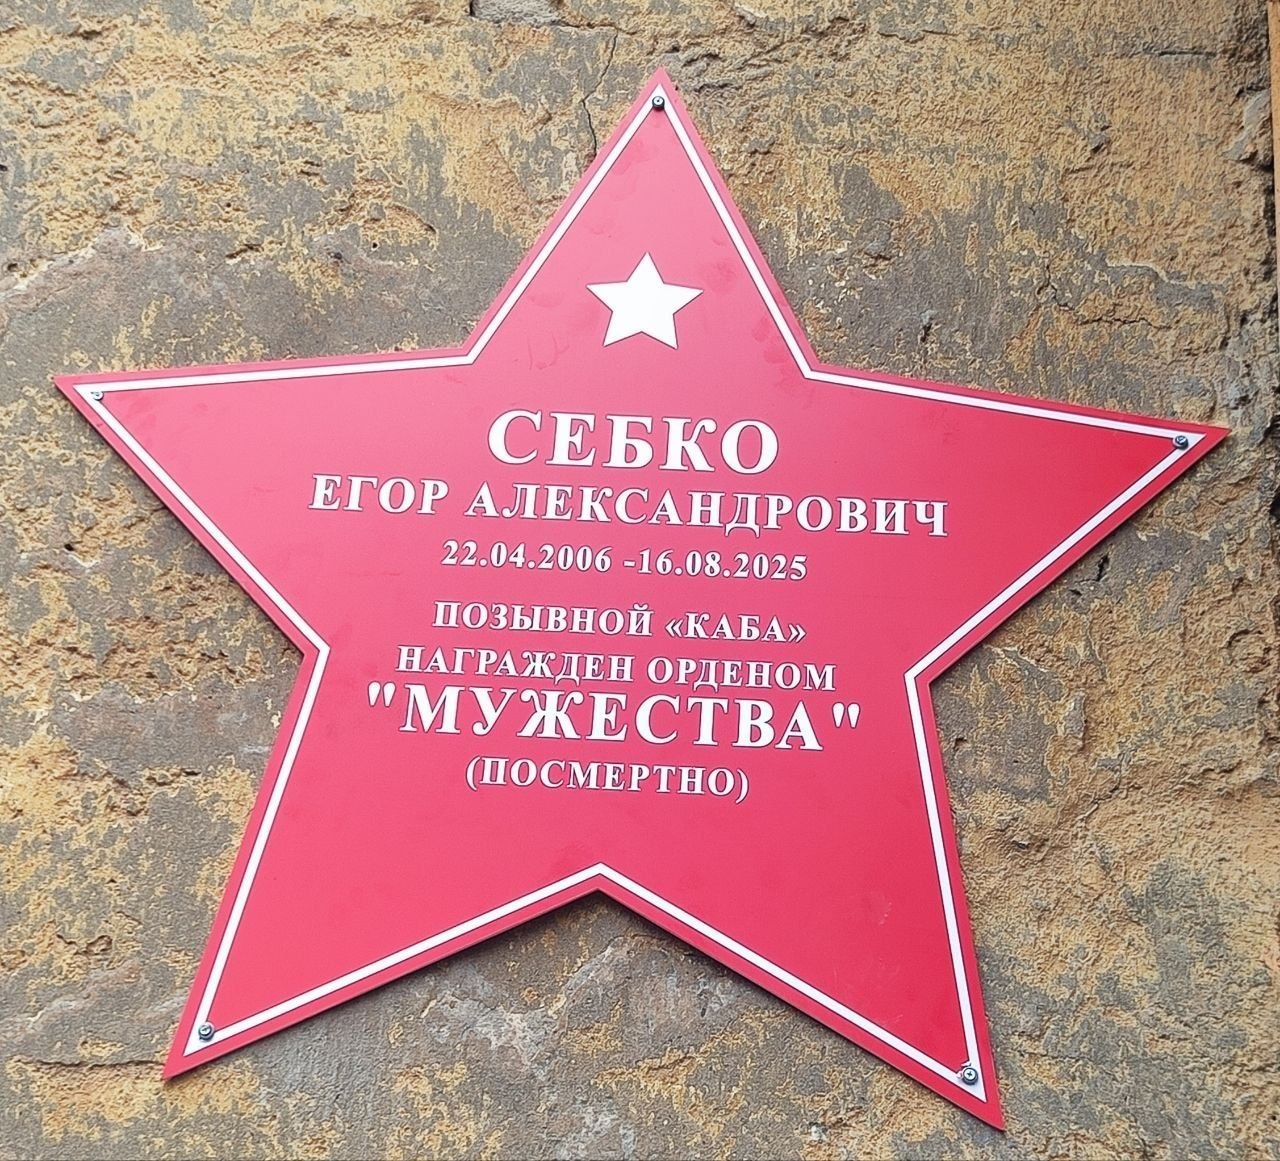 СЕБКО
ЕГОР АЛЕКСАНДРОВИЧ
22.04.2006 -16.08.2025
ПОЗЫВНОЙ «КАБА»
НАГРАЖДЕН ОРДЕНОМ
"МУЖЕСТВА"
(ПОСМЕРТНО)